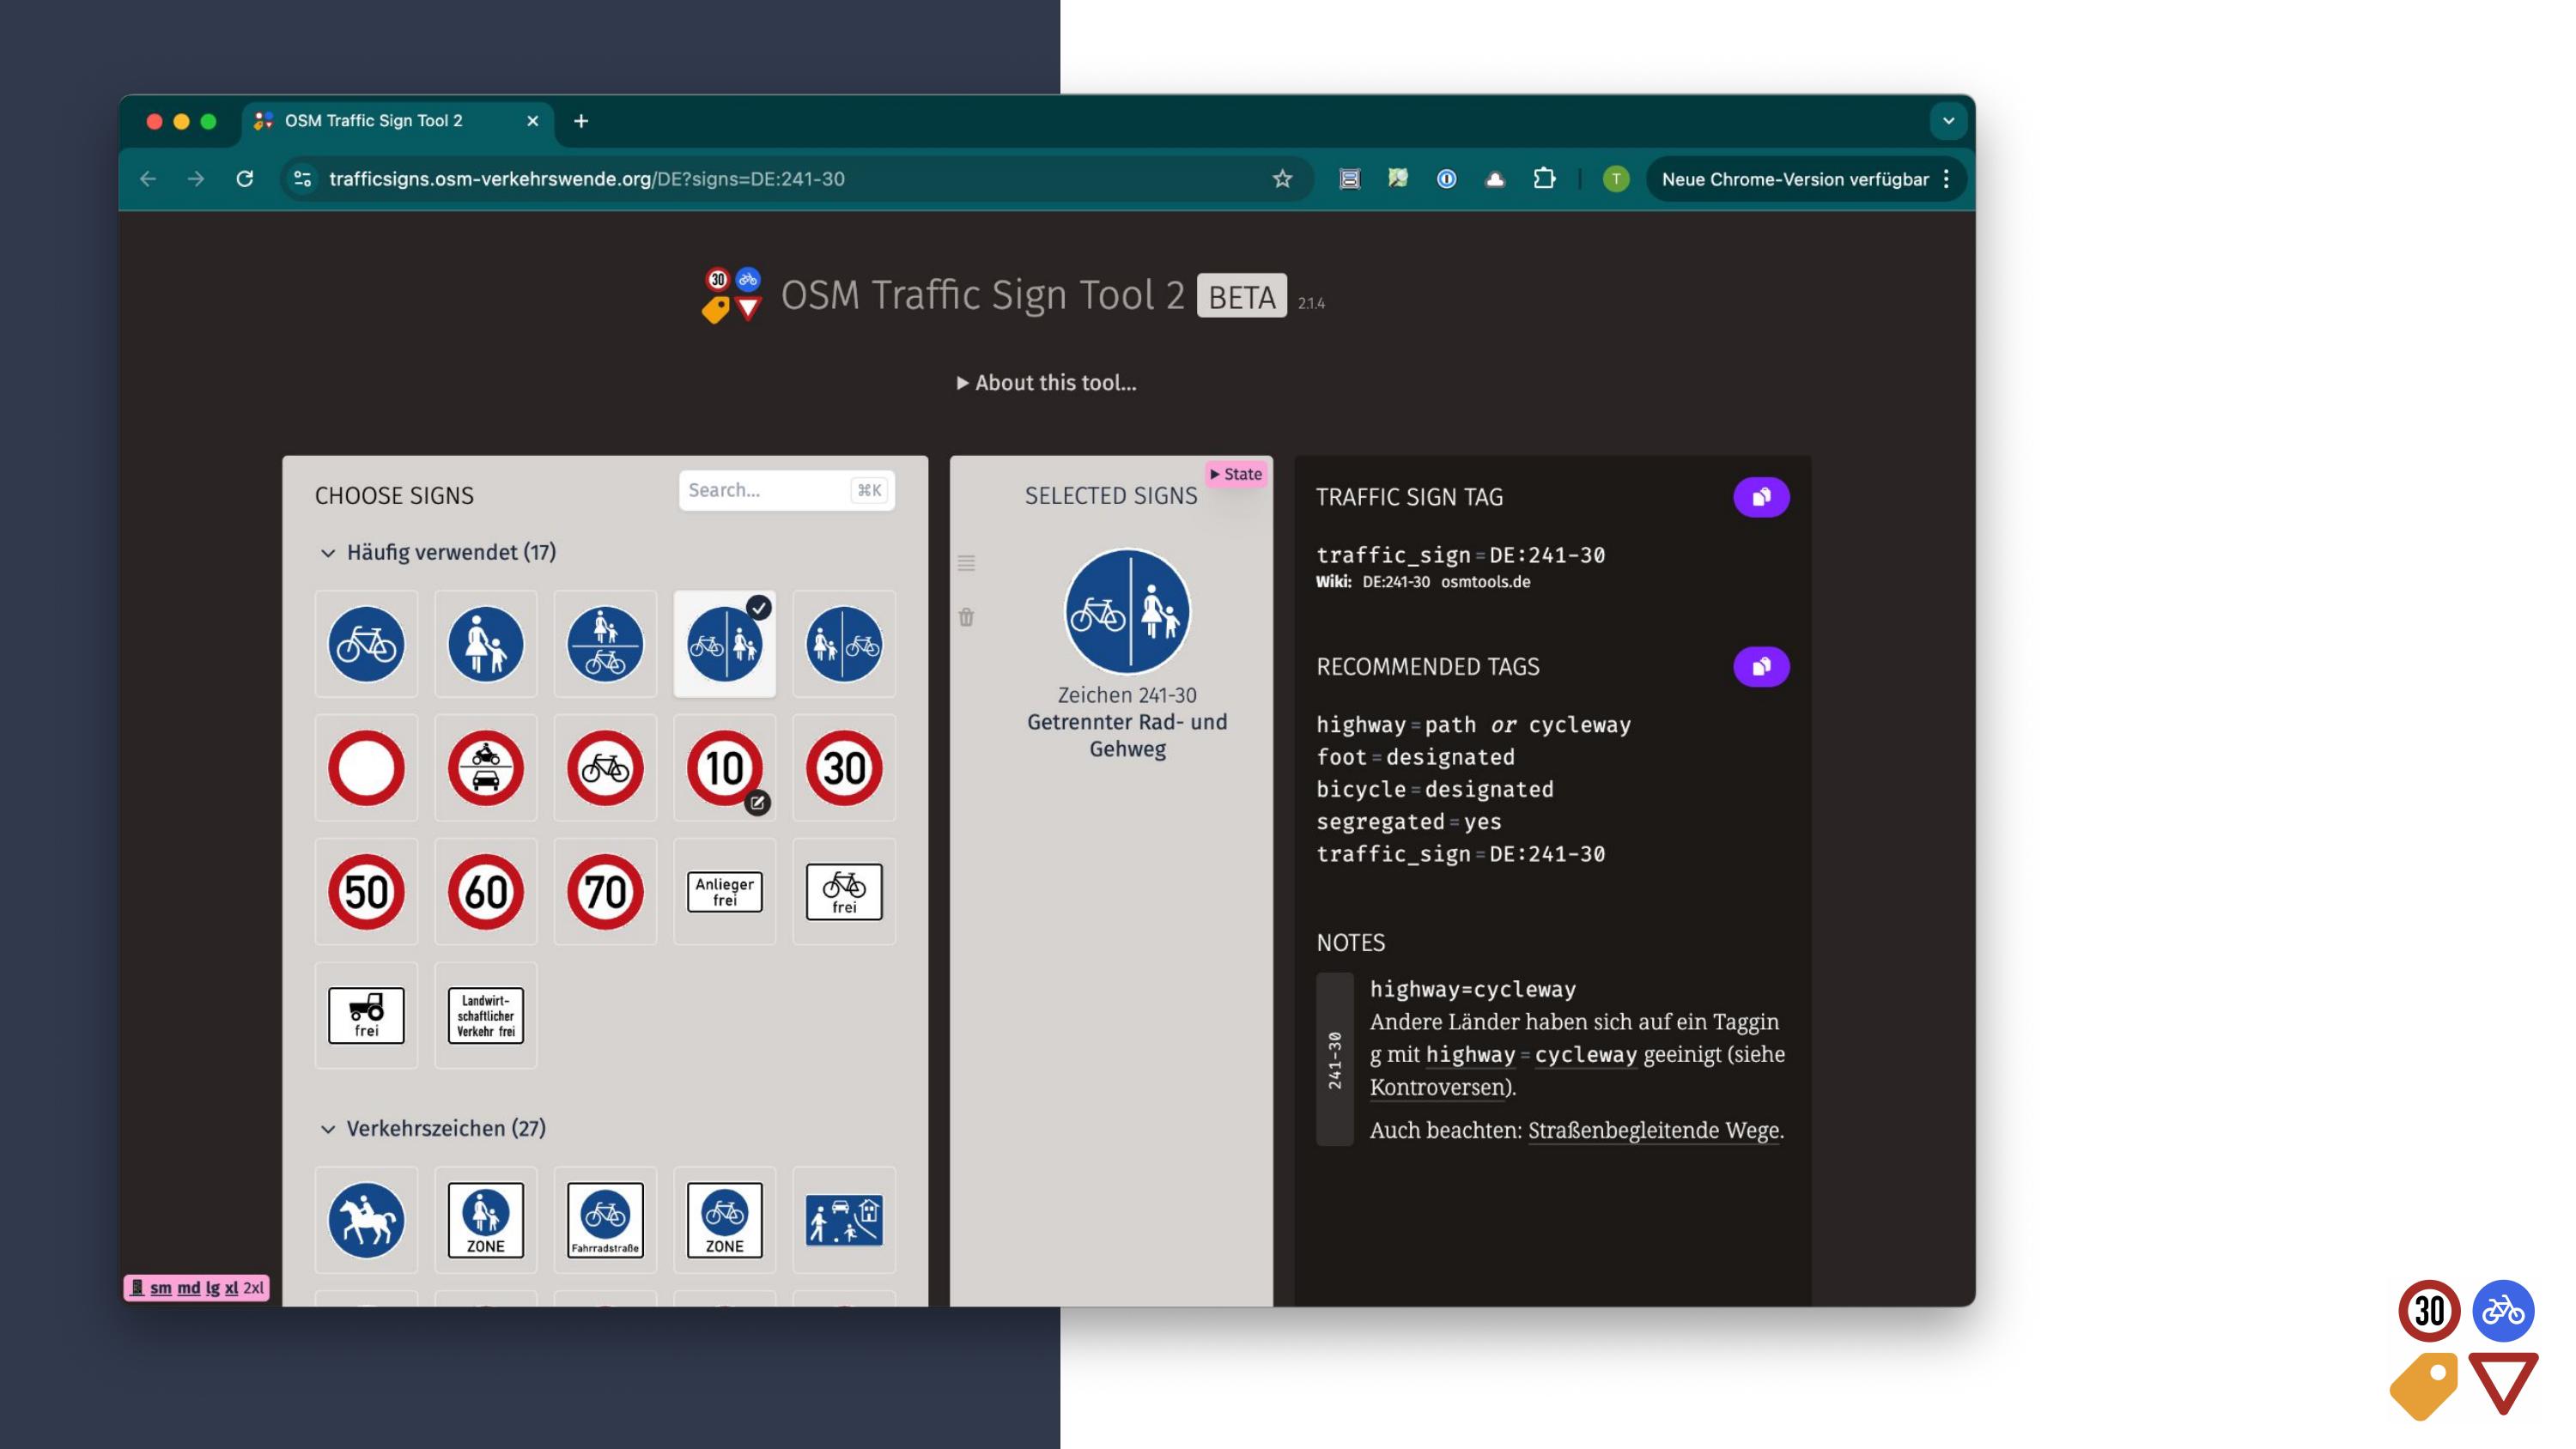 OSM Traffic Sign Tool 2
trafficsigns.osm-verkehrswende.org/DE?signs=DE:241-30
T
Neue Chrome-Version verfügbar
30
OSM Traffic Sign Tool 2 BETA 2.1.4
About this tool...
CHOOSE SIGNS
Search... ⌘K
Häufig verwendet (17)
10
30
50
60
70
Anlieger
frei
frei
frei
Landwirt-
schaftlicher
Verkehr frei
Verkehrszeichen (27)
ZONE
Fahrradstraße
ZONE
State
SELECTED SIGNS
Zeichen 241-30
Getrennter Rad- und
Gehweg
TRAFFIC SIGN TAG
traffic_sign=DE:241-30
Wiki: DE:241-30 osmtools.de
RECOMMENDED TAGS
highway=path or cycleway
foot=designated
bicycle=designated
segregated=yes
traffic_sign=DE:241-30
NOTES
241-30
highway=cycleway
Andere Länder haben sich auf ein Taggin
g mit highway=cycleway geeinigt (siehe
Kontroversen).
Auch beachten: Straßenbegleitende Wege.
sm md lg xl 2xl
30